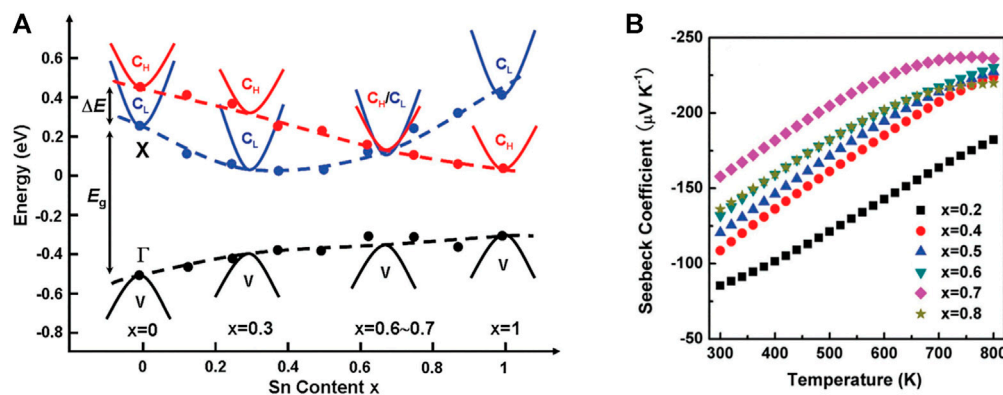 A
Energy (eV)
0.6
0.4
0.2
0
-0.2
-0.4
-0.6
-0.8
ΔE
E_g
C_H
C_L
X
Γ
V
C_H
C_L
V
C_H/C_L
V
C_L
C_H
V
x=0
x=0.3
x=0.6~0.7
x=1
0
0.2
0.4
0.6
0.8
1
Sn Content x
B
Seebeck Coefficient (μV K⁻¹)
-250
-200
-150
-100
-50
x=0.2
x=0.4
x=0.5
x=0.6
x=0.7
x=0.8
300
400
500
600
700
800
Temperature (K)